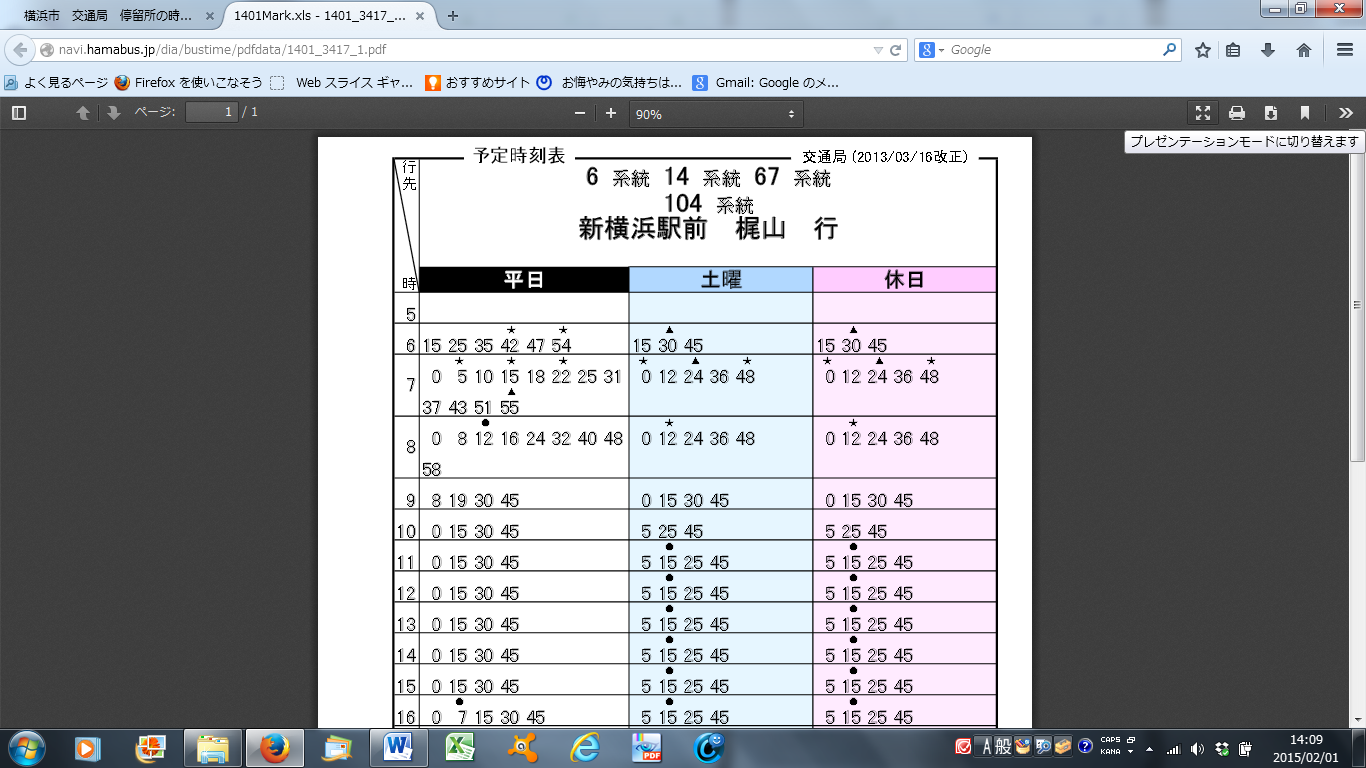 横浜市 交通局 停留所の時...
1401Mark.xls - 1401_3417_...
navi.hamabus.jp/dia/bustime/pdfdata/1401_3417_1.pdf
Google
よく見るページ Firefox を使いこなそう Web スライス ギャ... おすすめサイト お悔やみの気持ちは... Gmail: Google のメ...
ページ: 1 / 1 90%
プレゼンテーションモードに切り替えます
予定時刻表 交通局 (2013/03/16改正)
行先
6 系統 14 系統 67 系統
104 系統
新横浜駅前 梶山 行
時 平日 土曜 休日
5
★ ★ ▲ ▲
6 15 25 35 42 47 54 15 30 45 15 30 45
★ ★ ★ ★ ▲ ★ ★ ▲ ★
7 0 5 10 15 18 22 25 31 0 12 24 36 48 0 12 24 36 48
▲
37 43 51 55
● ★ ★
8 0 8 12 16 24 32 40 48 0 12 24 36 48 0 12 24 36 48
58
9 8 19 30 45 0 15 30 45 0 15 30 45
10 0 15 30 45 5 25 45 5 25 45
● ●
11 0 15 30 45 5 15 25 45 5 15 25 45
● ●
12 0 15 30 45 5 15 25 45 5 15 25 45
● ●
13 0 15 30 45 5 15 25 45 5 15 25 45
● ●
14 0 15 30 45 5 15 25 45 5 15 25 45
● ●
15 0 15 30 45 5 15 25 45 5 15 25 45
● ● ●
16 0 7 15 30 45 5 15 25 45 5 15 25 45
A 般 CAPS KANA
14:09
2015/02/01